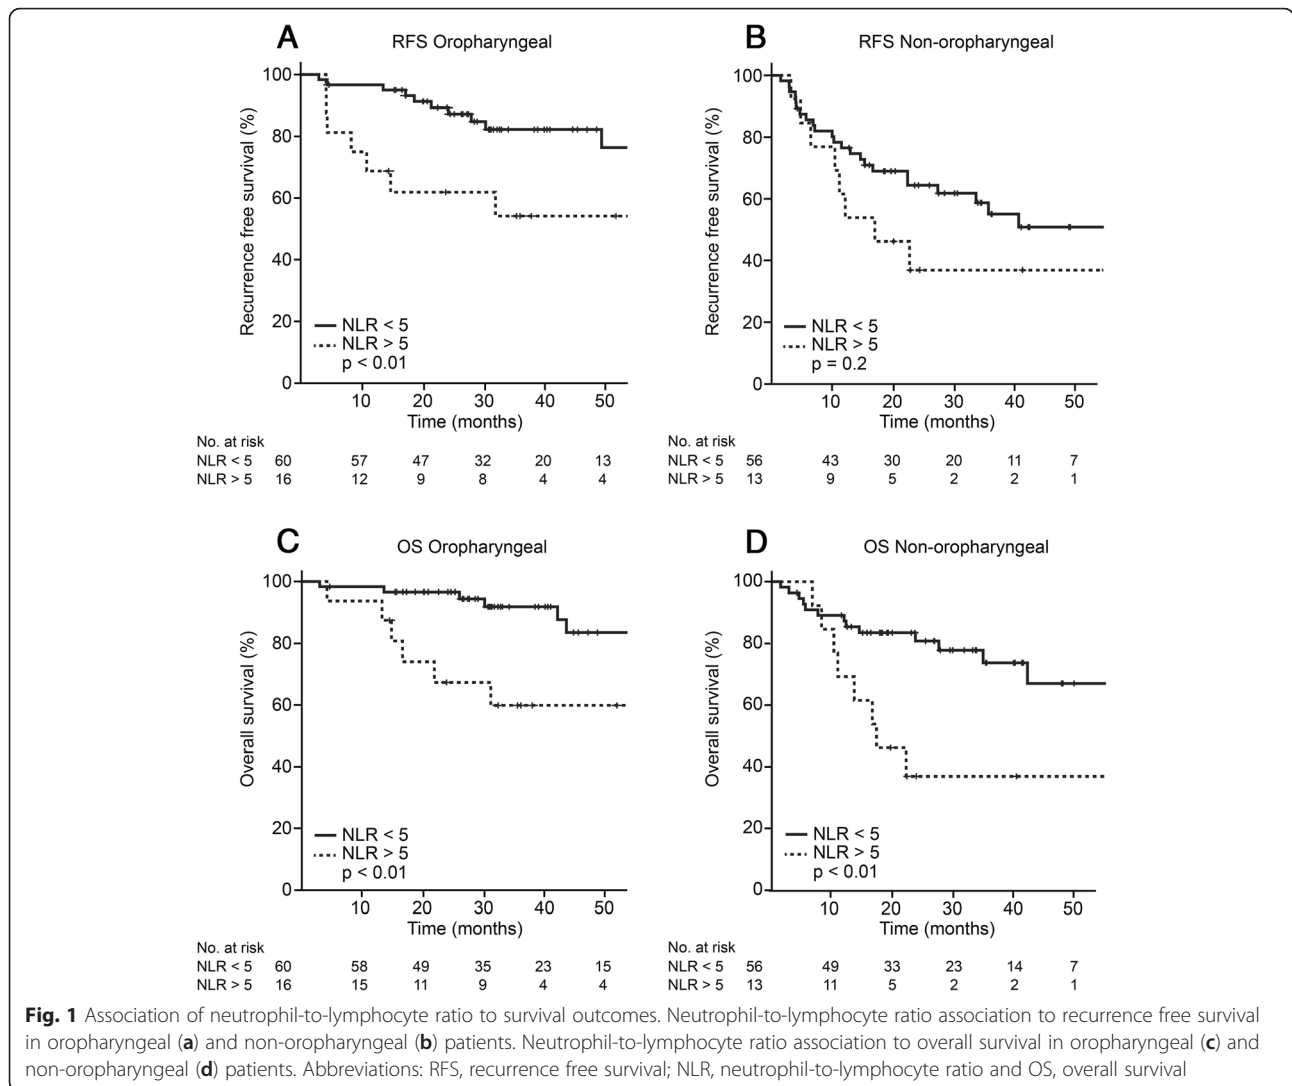 A
RFS Oropharyngeal
Recurrence free survival (%)
100
80
60
40
20
0
NLR < 5
NLR > 5
p < 0.01
10 20 30 40 50
Time (months)
No. at risk
NLR < 5 60 57 47 32 20 13
NLR > 5 16 12 9 8 4 4
B
RFS Non-oropharyngeal
Recurrence free survival (%)
100
80
60
40
20
0
NLR < 5
NLR > 5
p = 0.2
10 20 30 40 50
Time (months)
No. at risk
NLR < 5 56 43 30 20 11 7
NLR > 5 13 9 5 2 2 1
C
OS Oropharyngeal
Overall survival (%)
100
80
60
40
20
0
NLR < 5
NLR > 5
p < 0.01
10 20 30 40 50
Time (months)
No. at risk
NLR < 5 60 58 49 35 23 15
NLR > 5 16 15 11 9 4 4
D
OS Non-oropharyngeal
Overall survival (%)
100
80
60
40
20
0
NLR < 5
NLR > 5
p < 0.01
10 20 30 40 50
Time (months)
No. at risk
NLR < 5 56 49 33 23 14 7
NLR > 5 13 11 5 2 2 1
Fig. 1 Association of neutrophil-to-lymphocyte ratio to survival outcomes. Neutrophil-to-lymphocyte ratio association to recurrence free survival
in oropharyngeal (a) and non-oropharyngeal (b) patients. Neutrophil-to-lymphocyte ratio association to overall survival in oropharyngeal (c) and
non-oropharyngeal (d) patients. Abbreviations: RFS, recurrence free survival; NLR, neutrophil-to-lymphocyte ratio and OS, overall survival